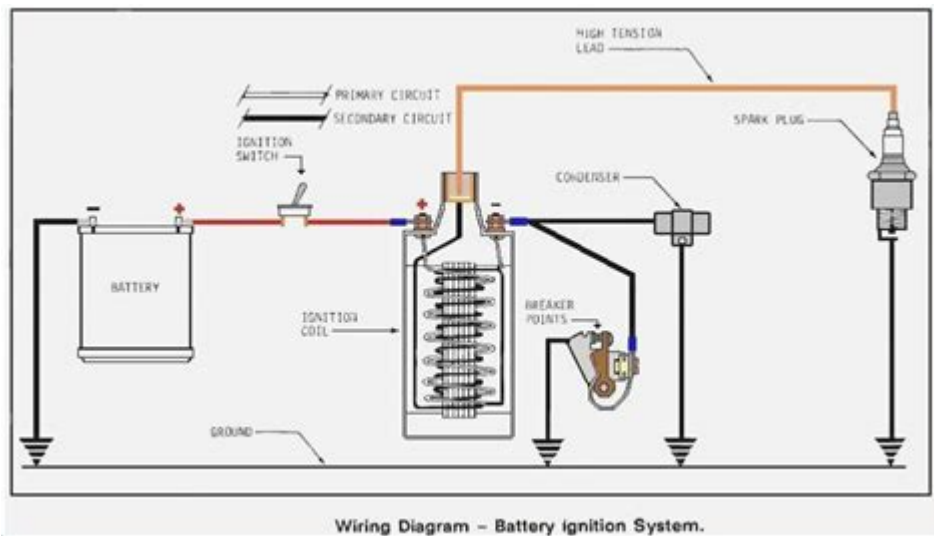 HIGH TENSION
LEAD
PRIMARY CIRCUIT
SECONDARY CIRCUIT
SPARK PLUG
IGNITION
SWITCH
CONDENSER
-
+
+
-
BATTERY
IGNITION
COIL
BREAKER
POINTS
GROUND
Wiring Diagram – Battery Ignition System.